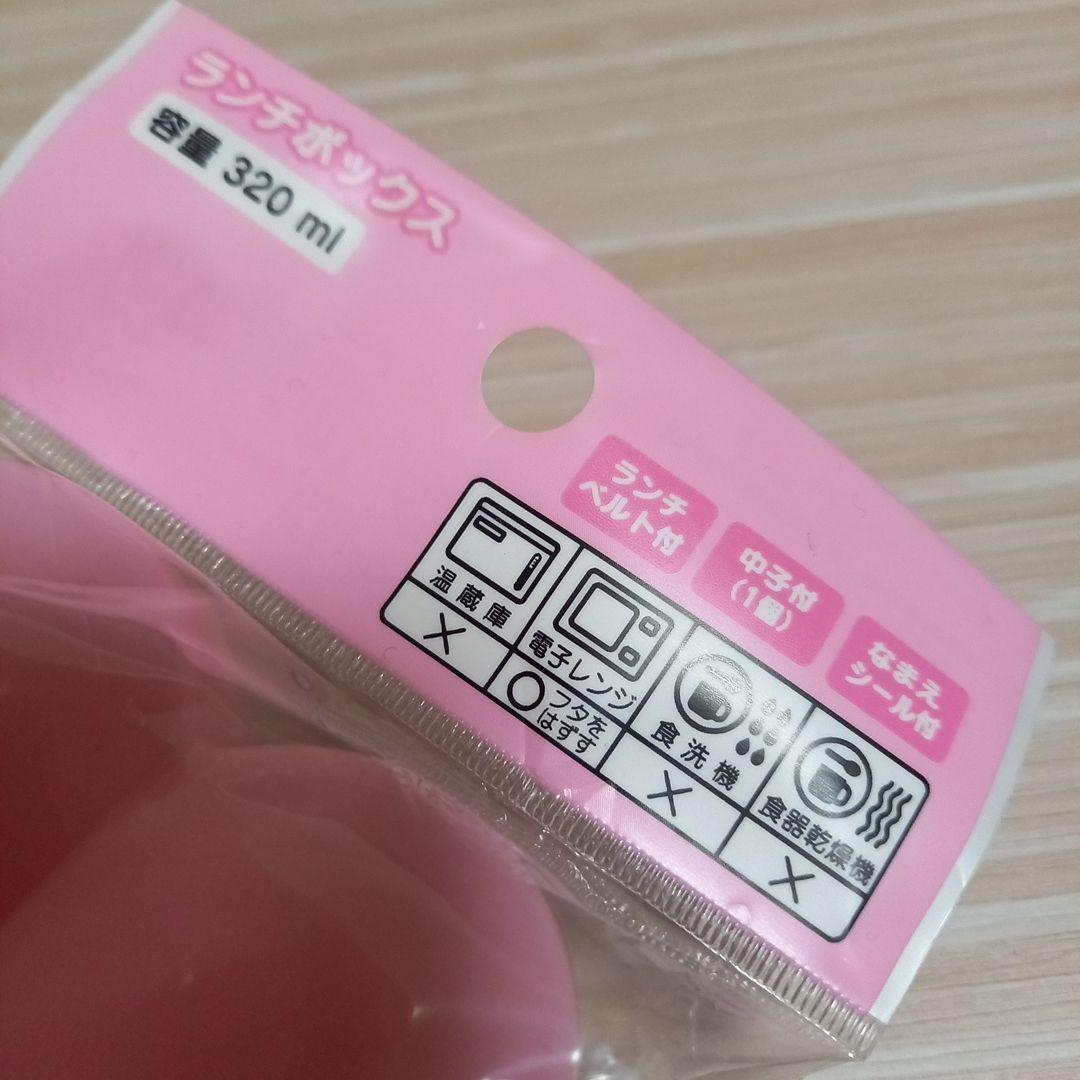 ランチボックス
容量 320 ml
ランチ
ベルト付
中子付
(1個)
なまえ
シール付
温蔵庫
×
電子レンジ
○フタを
はずす
食洗機
×
食器乾燥機
×